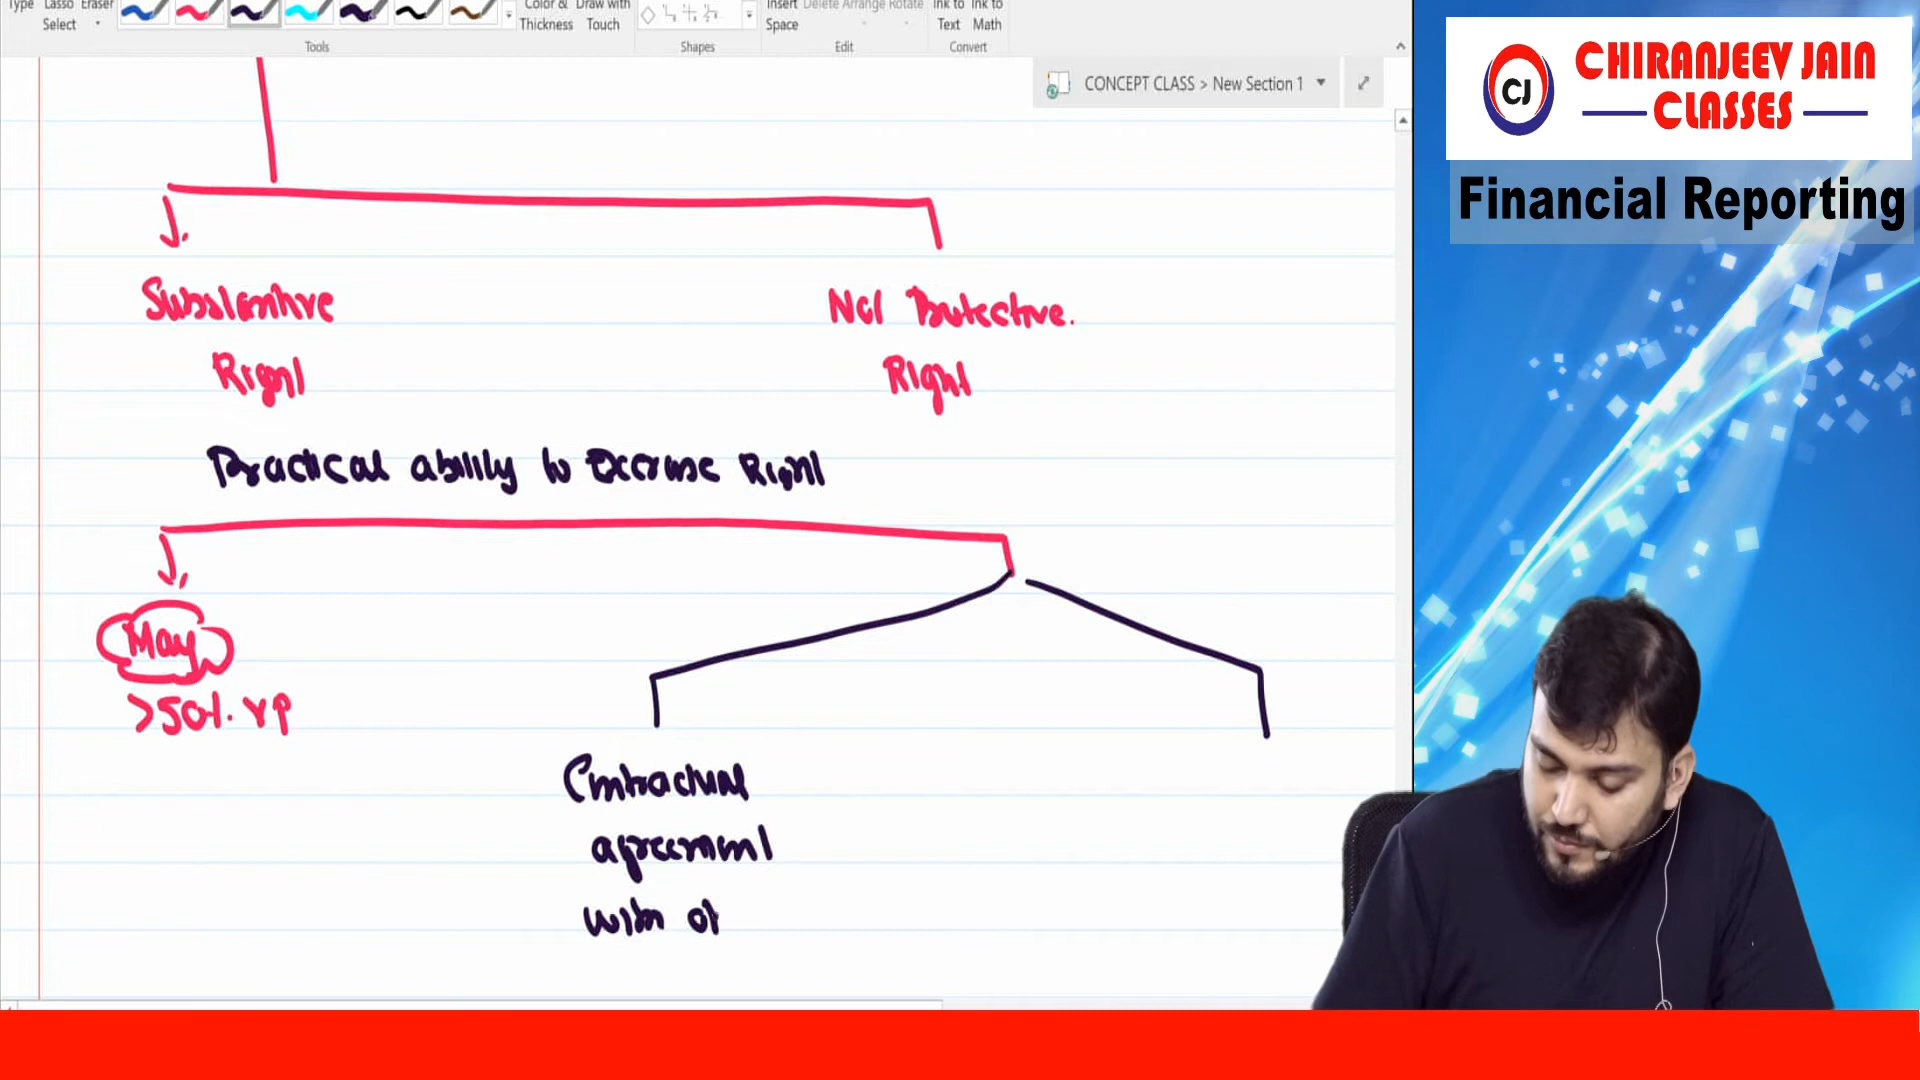 Type Lasso Eraser
Select
Color & Draw with
Thickness Touch
Insert
Space
Delete Arrange Rotate
Ink to Ink to
Text Math
Tools
Shapes
Edit
Convert
CONCEPT CLASS > New Section 1
CJ
CHIRANJEEV JAIN
CLASSES
Financial Reporting
Substantive
Right
Not Protective.
Right
Practical ability to Exercise Right
May
>50%. VP
Contractual
agreement
with ot